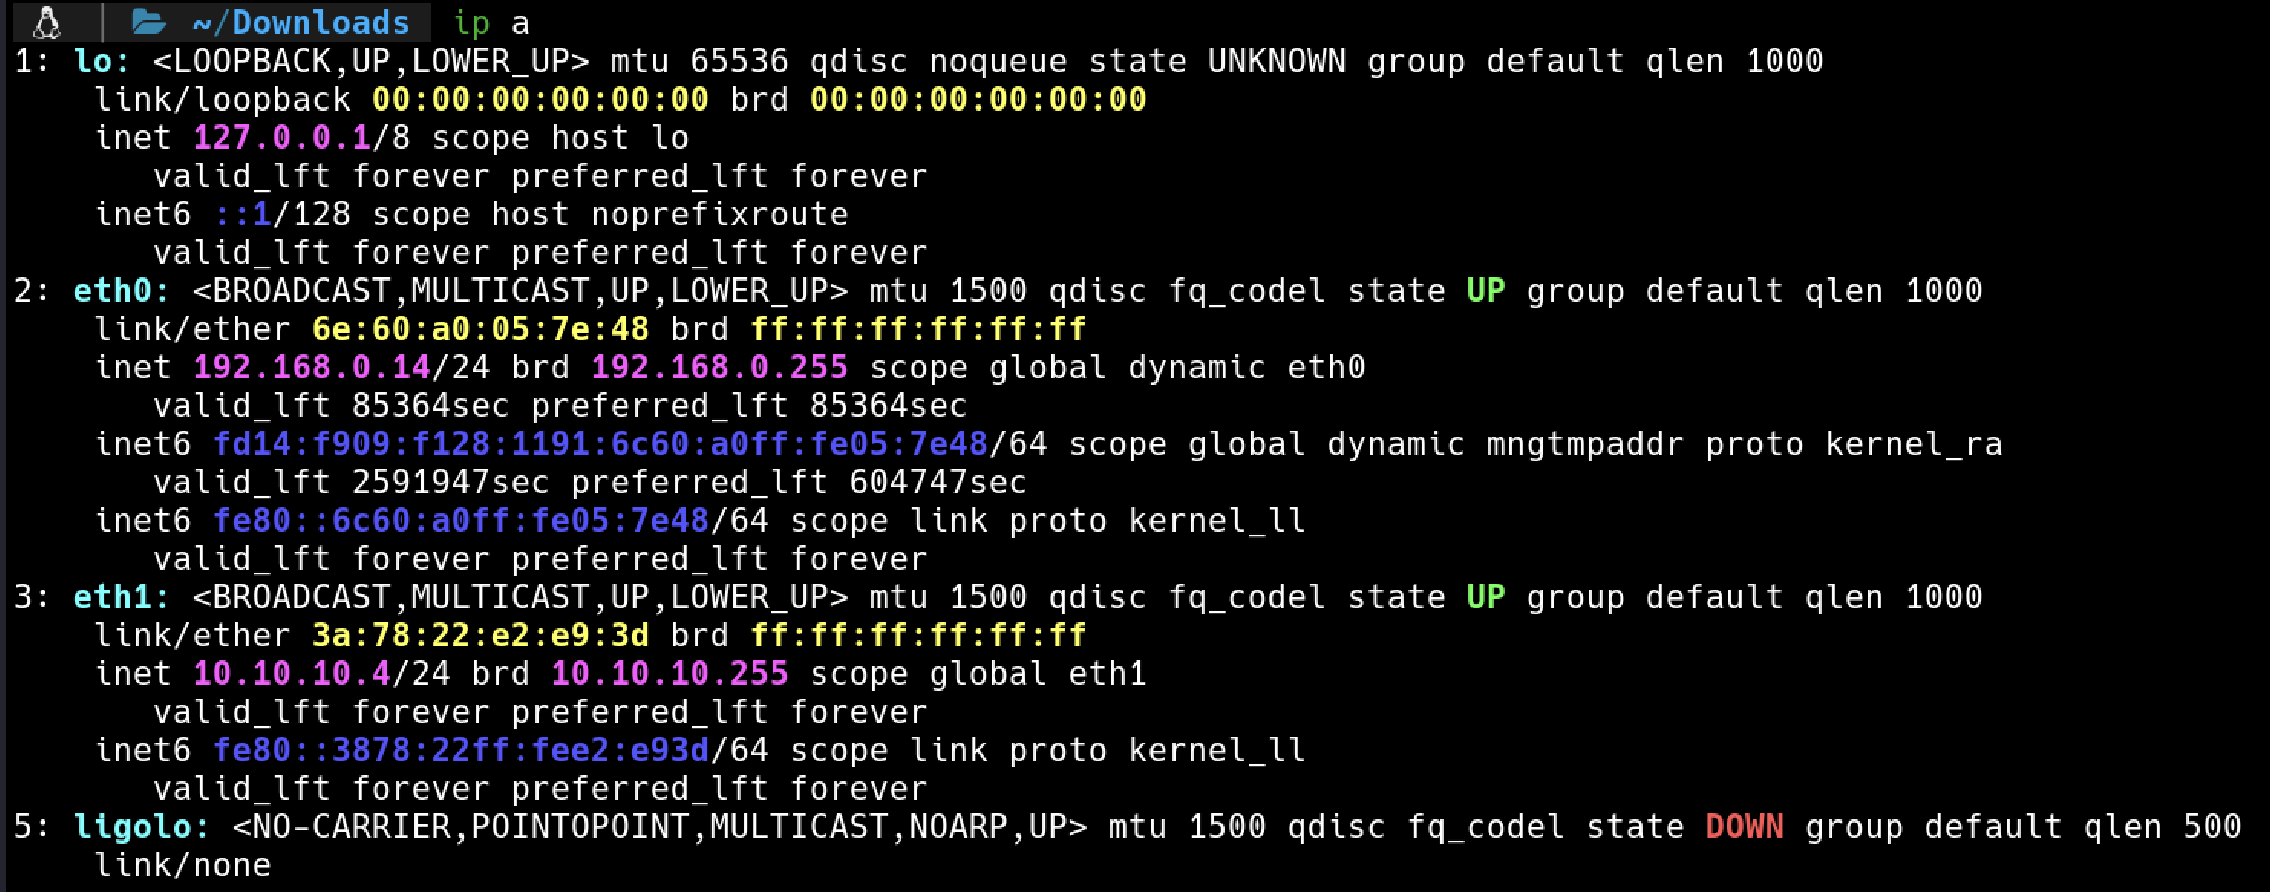 ~/Downloads ip a
1: lo: <LOOPBACK,UP,LOWER_UP> mtu 65536 qdisc noqueue state UNKNOWN group default qlen 1000
    link/loopback 00:00:00:00:00:00 brd 00:00:00:00:00:00
    inet 127.0.0.1/8 scope host lo
       valid_lft forever preferred_lft forever
    inet6 ::1/128 scope host noprefixroute
       valid_lft forever preferred_lft forever
2: eth0: <BROADCAST,MULTICAST,UP,LOWER_UP> mtu 1500 qdisc fq_codel state UP group default qlen 1000
    link/ether 6e:60:a0:05:7e:48 brd ff:ff:ff:ff:ff:ff
    inet 192.168.0.14/24 brd 192.168.0.255 scope global dynamic eth0
       valid_lft 85364sec preferred_lft 85364sec
    inet6 fd14:f909:f128:1191:6c60:a0ff:fe05:7e48/64 scope global dynamic mngtmpaddr proto kernel_ra
       valid_lft 2591947sec preferred_lft 604747sec
    inet6 fe80::6c60:a0ff:fe05:7e48/64 scope link proto kernel_ll
       valid_lft forever preferred_lft forever
3: eth1: <BROADCAST,MULTICAST,UP,LOWER_UP> mtu 1500 qdisc fq_codel state UP group default qlen 1000
    link/ether 3a:78:22:e2:e9:3d brd ff:ff:ff:ff:ff:ff
    inet 10.10.10.4/24 brd 10.10.10.255 scope global eth1
       valid_lft forever preferred_lft forever
    inet6 fe80::3878:22ff:fee2:e93d/64 scope link proto kernel_ll
       valid_lft forever preferred_lft forever
5: ligolo: <NO-CARRIER,POINTOPOINT,MULTICAST,NOARP,UP> mtu 1500 qdisc fq_codel state DOWN group default qlen 500
    link/none